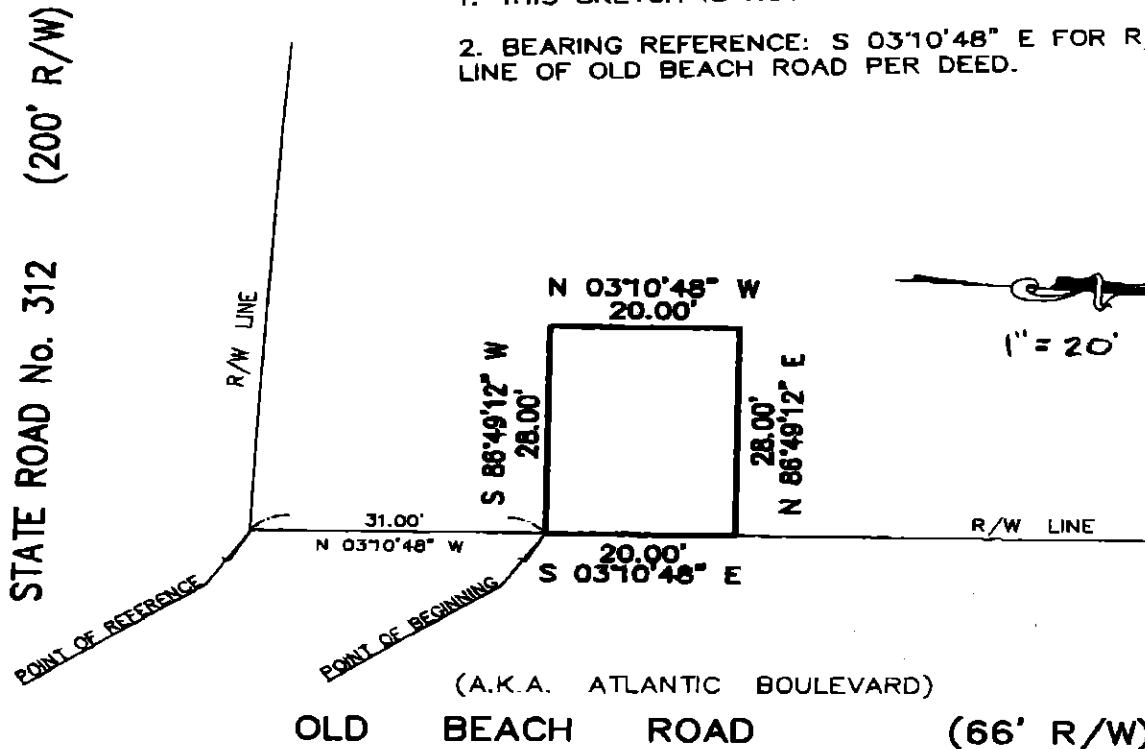 2. BEARING REFERENCE: S 03°10'48" E FOR R
LINE OF OLD BEACH ROAD PER DEED.
STATE ROAD No. 312 (200' R/W)
R/W LINE
N 03°10'48" W
20.00'
1" = 20'
S 86°49'12" W
28.00'
28.00'
N 86°49'12" E
31.00'
N 03°10'48" W
R/W LINE
20.00'
S 03°10'48" E
POINT OF REFERENCE
POINT OF BEGINNING
(A.K.A. ATLANTIC BOULEVARD)
OLD BEACH ROAD (66' R/W)